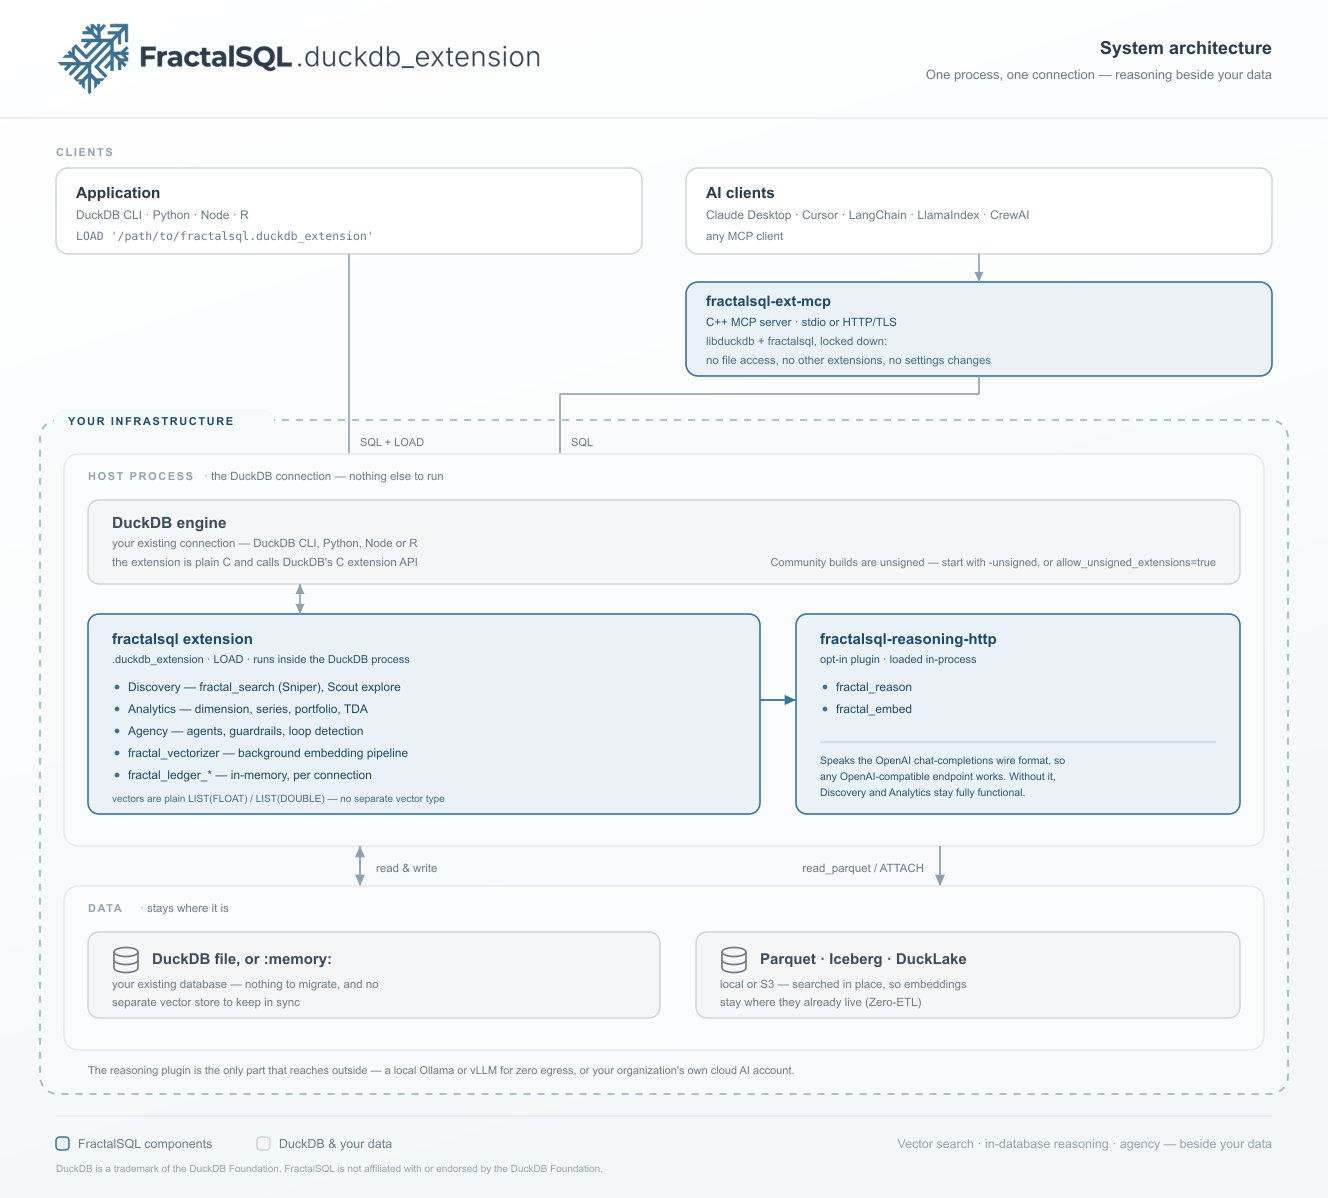 FractalSQL.duckdb_extension
System architecture
One process, one connection — reasoning beside your data
CLIENTS
Application
DuckDB CLI · Python · Node · R
LOAD '/path/to/fractalsql.duckdb_extension'
AI clients
Claude Desktop · Cursor · LangChain · LlamaIndex · CrewAI
any MCP client
fractalsql-ext-mcp
C++ MCP server · stdio or HTTP/TLS
libduckdb + fractalsql, locked down:
no file access, no other extensions, no settings changes
YOUR INFRASTRUCTURE
SQL + LOAD
SQL
HOST PROCESS · the DuckDB connection — nothing else to run
DuckDB engine
your existing connection — DuckDB CLI, Python, Node or R
the extension is plain C and calls DuckDB's C extension API
Community builds are unsigned — start with -unsigned, or allow_unsigned_extensions=true
fractalsql extension
.duckdb_extension · LOAD · runs inside the DuckDB process
• Discovery — fractal_search (Sniper), Scout explore
• Analytics — dimension, series, portfolio, TDA
• Agency — agents, guardrails, loop detection
• fractal_vectorizer — background embedding pipeline
• fractal_ledger_* — in-memory, per connection
vectors are plain LIST(FLOAT) / LIST(DOUBLE) — no separate vector type
fractalsql-reasoning-http
opt-in plugin · loaded in-process
• fractal_reason
• fractal_embed
Speaks the OpenAI chat-completions wire format, so
any OpenAI-compatible endpoint works. Without it,
Discovery and Analytics stay fully functional.
read & write
read_parquet / ATTACH
DATA · stays where it is
DuckDB file, or :memory:
your existing database — nothing to migrate, and no
separate vector store to keep in sync
Parquet · Iceberg · DuckLake
local or S3 — searched in place, so embeddings
stay where they already live (Zero-ETL)
The reasoning plugin is the only part that reaches outside — a local Ollama or vLLM for zero egress, or your organization's own cloud AI account.
FractalSQL components
DuckDB & your data
Vector search · in-database reasoning · agency — beside your data
DuckDB is a trademark of the DuckDB Foundation. FractalSQL is not affiliated with or endorsed by the DuckDB Foundation.